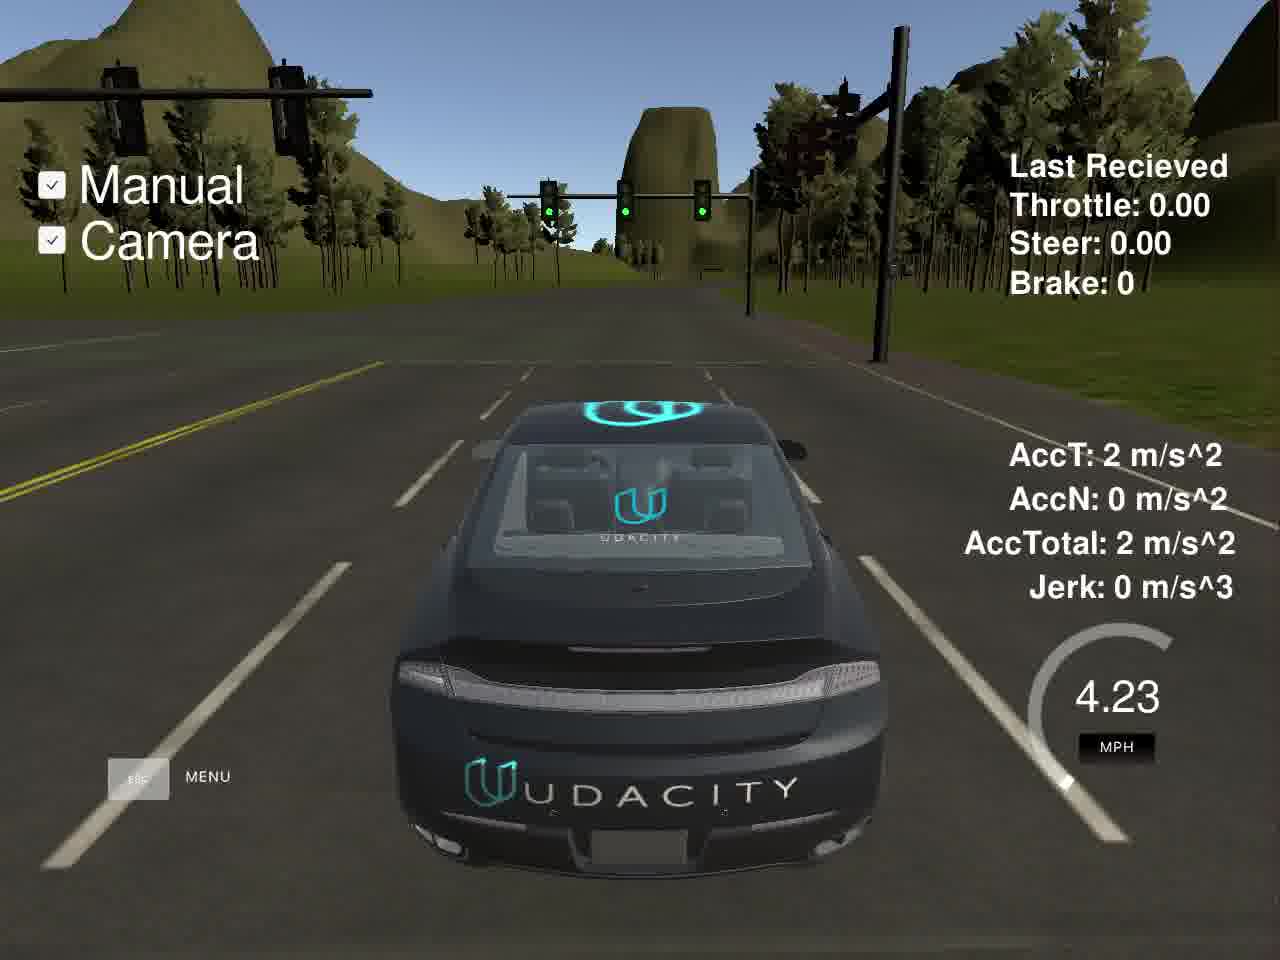 Manual
Camera
Last Recieved
Throttle: 0.00
Steer: 0.00
Brake: 0
AccT: 2 m/s^2
AccN: 0 m/s^2
AccTotal: 2 m/s^2
Jerk: 0 m/s^3
UDACITY
4.23
MPH
ESC
MENU
UDACITY